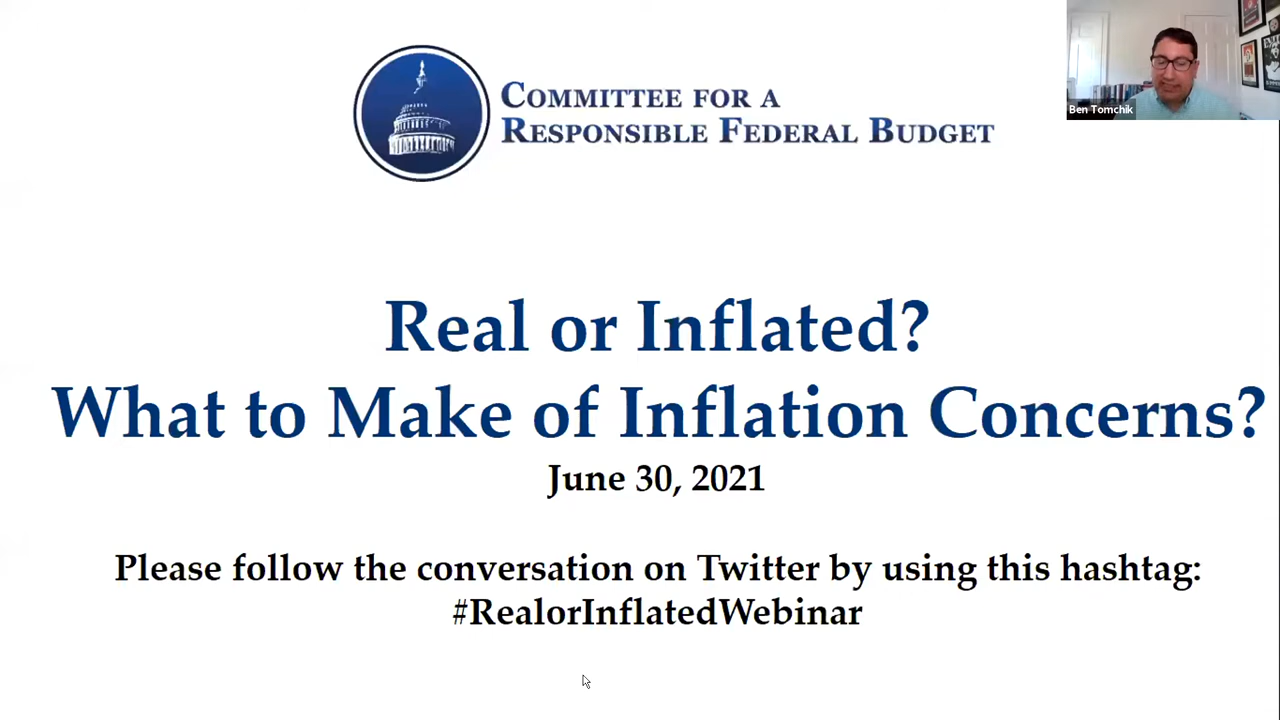 COMMITTEE FOR A
RESPONSIBLE FEDERAL BUDGET
Ben Tomchik
Real or Inflated?
What to Make of Inflation Concerns?
June 30, 2021
Please follow the conversation on Twitter by using this hashtag:
#RealorInflatedWebinar